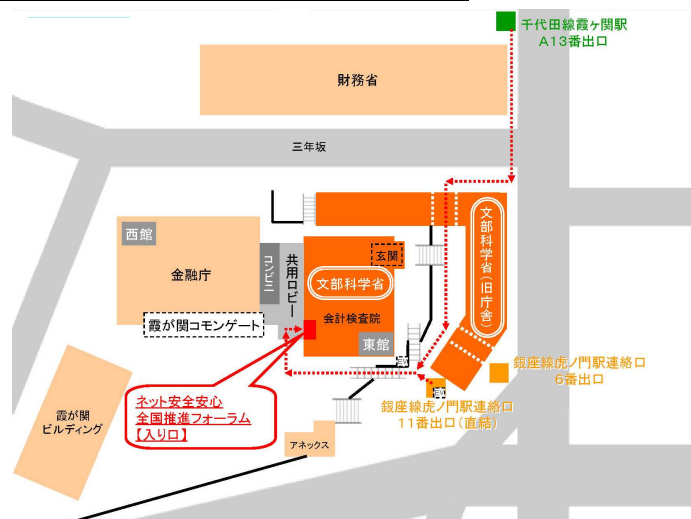 千代田線霞ヶ関駅
A13番出口
財務省
三年坂
西館
金融庁
コンビニ
共用ロビー
玄関
文部科学省
文部科学省(旧庁舎)
会計検査院
霞が関コモンゲート
東館
銀座線虎ノ門駅連絡口
6番出口
銀座線虎ノ門駅連絡口
11番出口(直結)
ネット安全安心
全国推進フォーラム
【入り口】
霞が関
ビルディング
アネックス